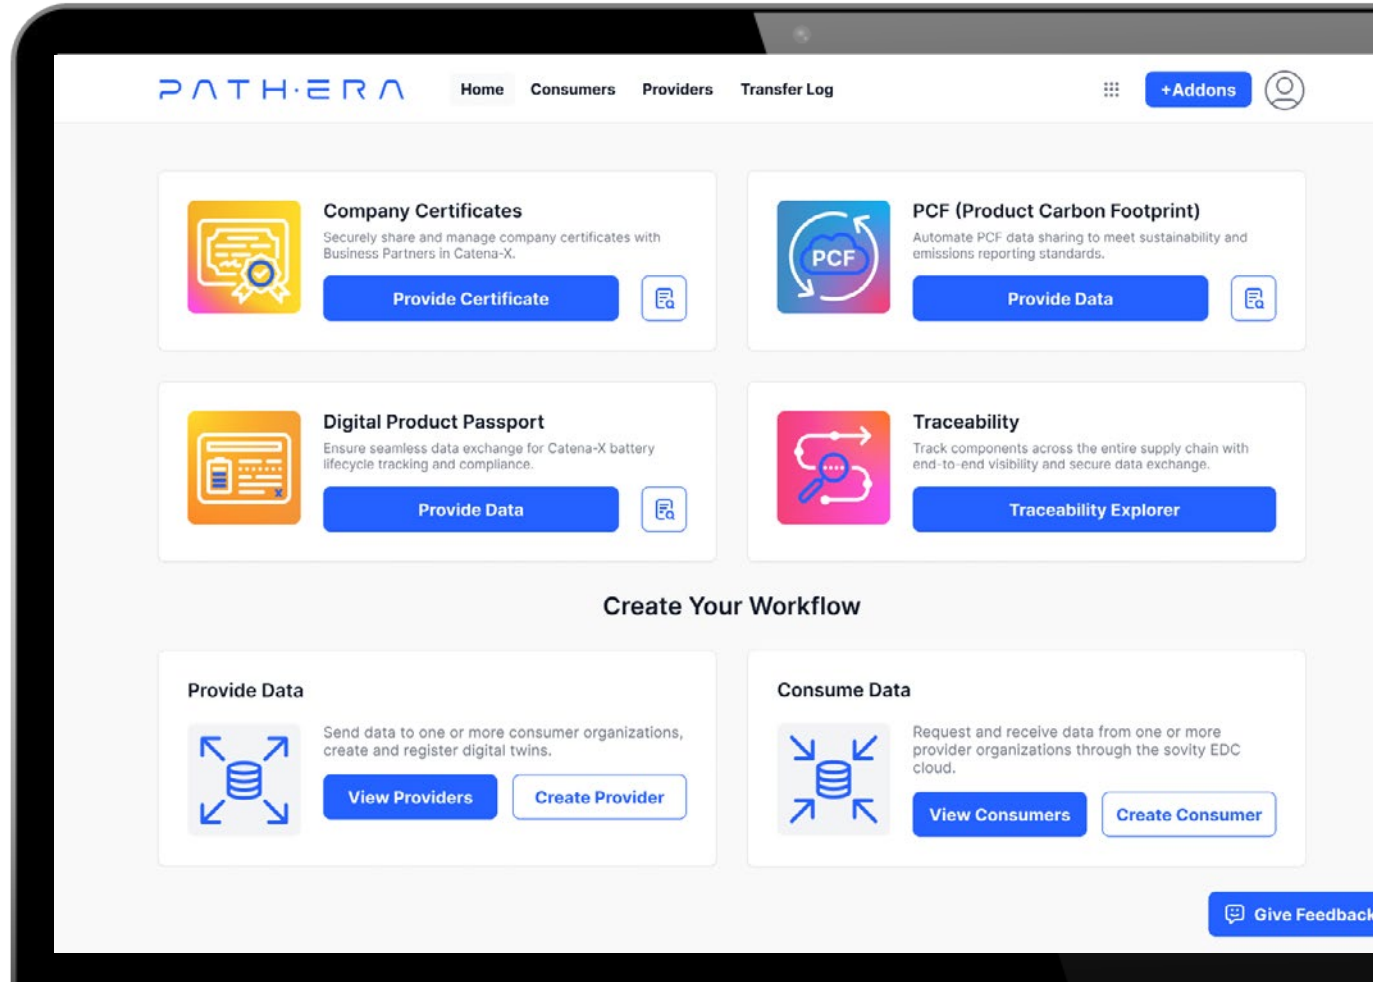 PATH·ERA
Home
Consumers
Providers
Transfer Log
+Addons
Company Certificates
Securely share and manage company certificates with
Business Partners in Catena-X.
Provide Certificate
PCF
PCF (Product Carbon Footprint)
Automate PCF data sharing to meet sustainability and
emissions reporting standards.
Provide Data
Digital Product Passport
Ensure seamless data exchange for Catena-X battery
lifecycle tracking and compliance.
Provide Data
Traceability
Track components across the entire supply chain with
end-to-end visibility and secure data exchange.
Traceability Explorer
Create Your Workflow
Provide Data
Send data to one or more consumer organizations,
create and register digital twins.
View Providers
Create Provider
Consume Data
Request and receive data from one or more
provider organizations through the sovity EDC
cloud.
View Consumers
Create Consumer
Give Feedback